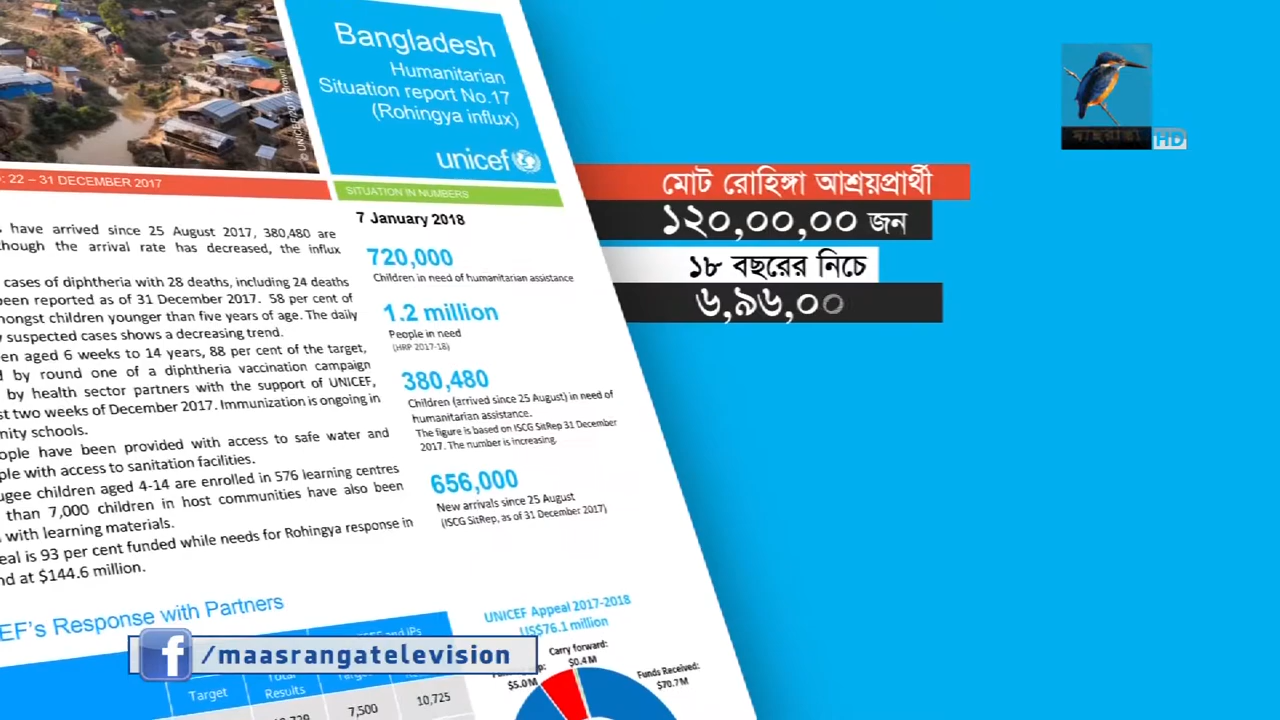 Bangladesh
Humanitarian
Situation report No.17
(Rohingya influx)
unicef
© UNICEF/2017/Brown
: 22 – 31 DECEMBER 2017
SITUATION IN NUMBERS
7 January 2018
have arrived since 25 August 2017, 380,480 are
though the arrival rate has decreased, the influx
cases of diphtheria with 28 deaths, including 24 deaths
been reported as of 31 December 2017. 58 per cent of
mongst children younger than five years of age. The daily
suspected cases shows a decreasing trend.
en aged 6 weeks to 14 years, 88 per cent of the target,
d by round one of a diphtheria vaccination campaign
by health sector partners with the support of UNICEF,
st two weeks of December 2017. Immunization is ongoing in
nity schools.
ople have been provided with access to safe water and
ple with access to sanitation facilities.
ugee children aged 4-14 are enrolled in 576 learning centres
than 7,000 children in host communities have also been
with learning materials.
eal is 93 per cent funded while needs for Rohingya response in
nd at $144.6 million.
720,000
Children in need of humanitarian assistance
1.2 million
People in need
(HRP 2017-18)
380,480
Children (arrived since 25 August) in need of
humanitarian assistance.
The figure is based on ISCG SitRep 31 December
2017. The number is increasing.
656,000
New arrivals since 25 August
(ISCG SitRep, as of 31 December 2017)
EF's Response with Partners
Target
Total
Results
7,500
10,725
UNICEF Appeal 2017-2018
US$76.1 million
Carry forward:
$0.4 M
$5.0M
Funds Received:
$70.7M
মোট রোহিঙ্গা আশ্রয়প্রার্থী
১২০,০০,০০ জন
১৮ বছরের নিচে
৬,৯৬,০০
মাছরাঙা
HD
f /maasrangatelevision